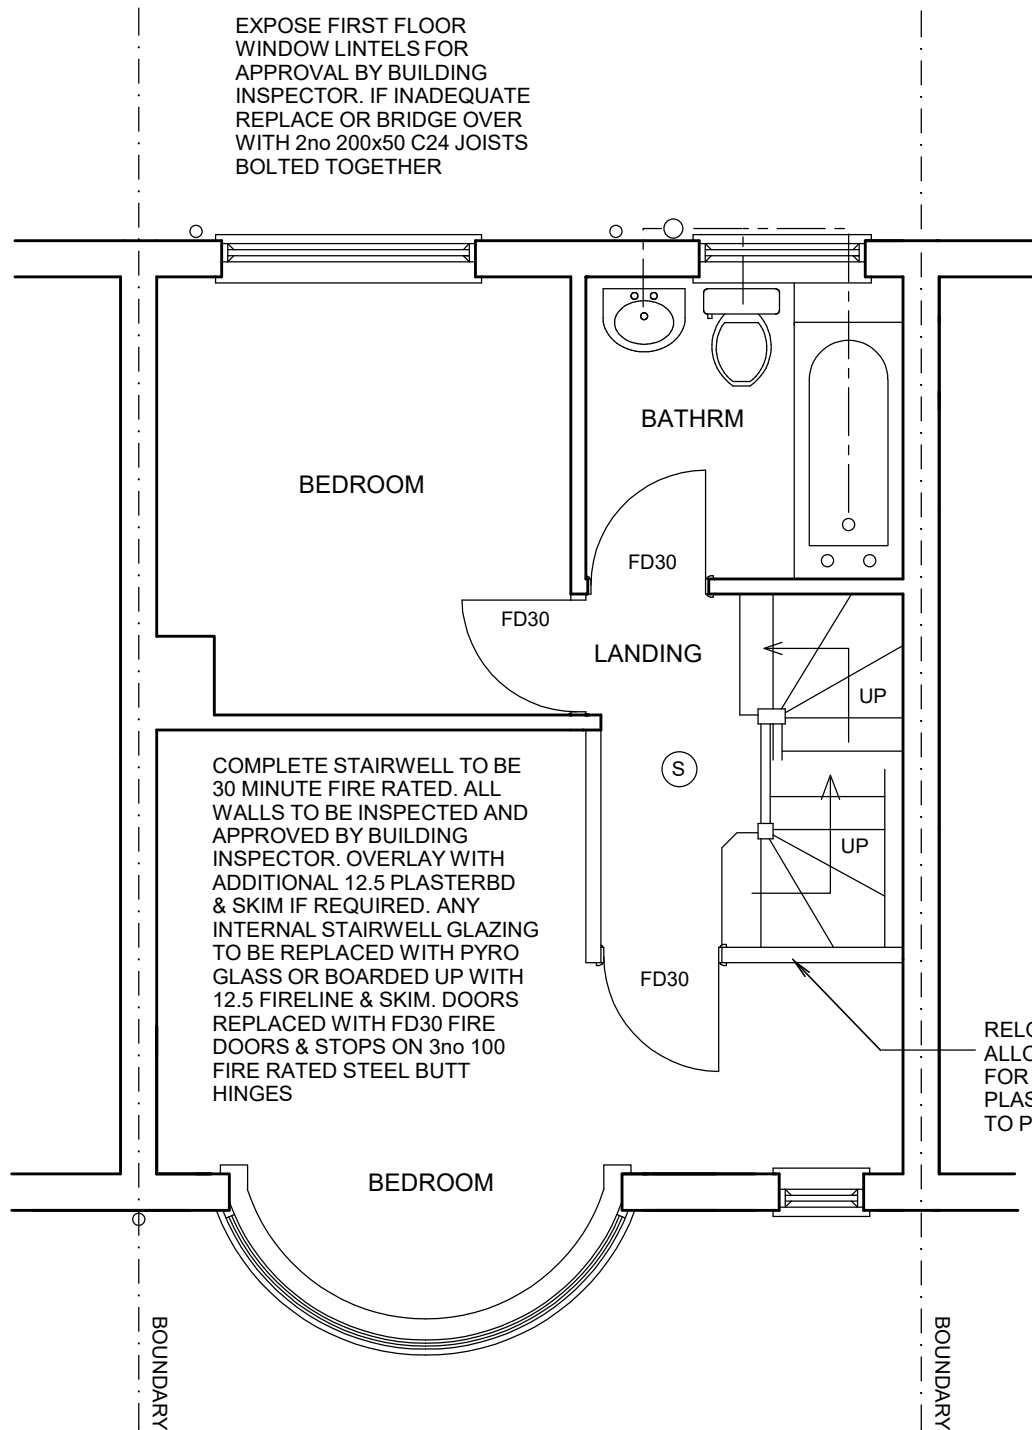 EXPOSE FIRST FLOOR
WINDOW LINTELS FOR
APPROVAL BY BUILDING
INSPECTOR. IF INADEQUATE
REPLACE OR BRIDGE OVER
WITH 2no 200x50 C24 JOISTS
BOLTED TOGETHER
BATHRM
BEDROOM
FD30
FD30
LANDING
UP
S
UP
COMPLETE STAIRWELL TO BE
30 MINUTE FIRE RATED. ALL
WALLS TO BE INSPECTED AND
APPROVED BY BUILDING
INSPECTOR. OVERLAY WITH
ADDITIONAL 12.5 PLASTERBD
& SKIM IF REQUIRED. ANY
INTERNAL STAIRWELL GLAZING
TO BE REPLACED WITH PYRO
GLASS OR BOARDED UP WITH
12.5 FIRELINE & SKIM. DOORS
REPLACED WITH FD30 FIRE
DOORS & STOPS ON 3no 100
FIRE RATED STEEL BUTT
HINGES
FD30
FOR
TO
BEDROOM
BOUNDARY
BOUNDARY